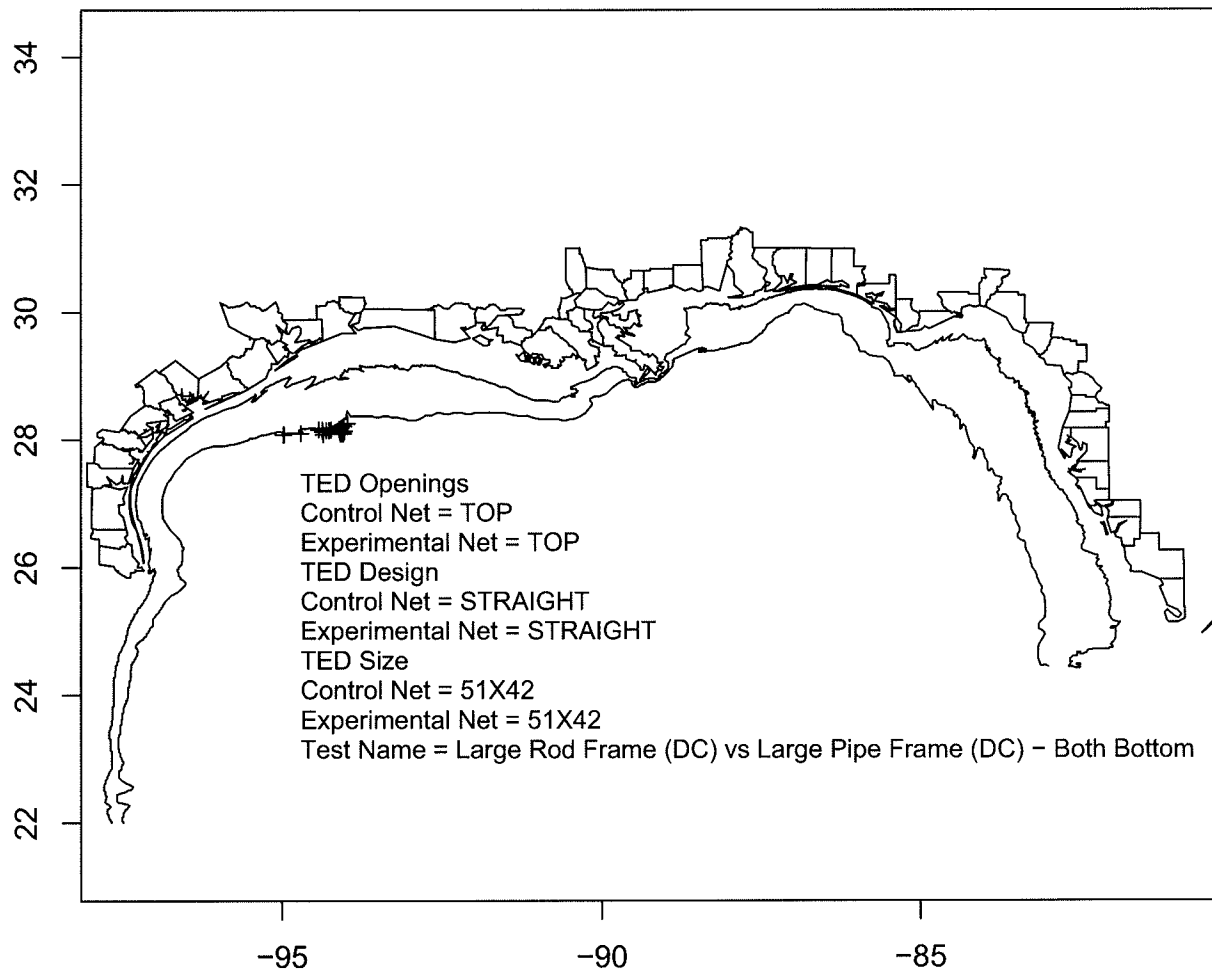 34
32
30
28
26
24
22
TED Openings
Control Net = TOP
Experimental Net = TOP
TED Design
Control Net = STRAIGHT
Experimental Net = STRAIGHT
TED Size
Control Net = 51X42
Experimental Net = 51X42
Test Name = Large Rod Frame (DC) vs Large Pipe Frame (DC) − Both Bottom
−95 −90 −85